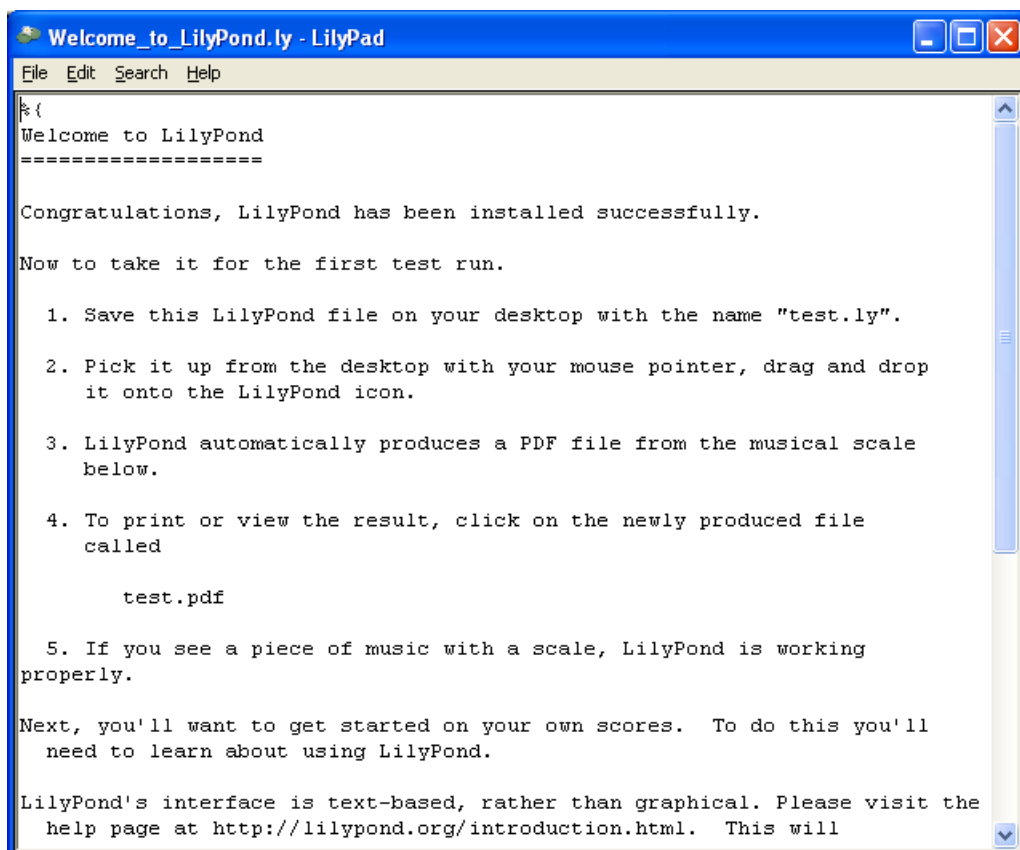 Welcome_to_LilyPond.ly - LilyPad
File Edit Search Help
%{
Welcome to LilyPond
===================
Congratulations, LilyPond has been installed successfully.
Now to take it for the first test run.
1. Save this LilyPond file on your desktop with the name "test.ly".
2. Pick it up from the desktop with your mouse pointer, drag and drop
it onto the LilyPond icon.
3. LilyPond automatically produces a PDF file from the musical scale
below.
4. To print or view the result, click on the newly produced file
called
test.pdf
5. If you see a piece of music with a scale, LilyPond is working
properly.
Next, you'll want to get started on your own scores.  To do this you'll
need to learn about using LilyPond.
LilyPond's interface is text-based, rather than graphical. Please visit the
help page at http://lilypond.org/introduction.html.  This will